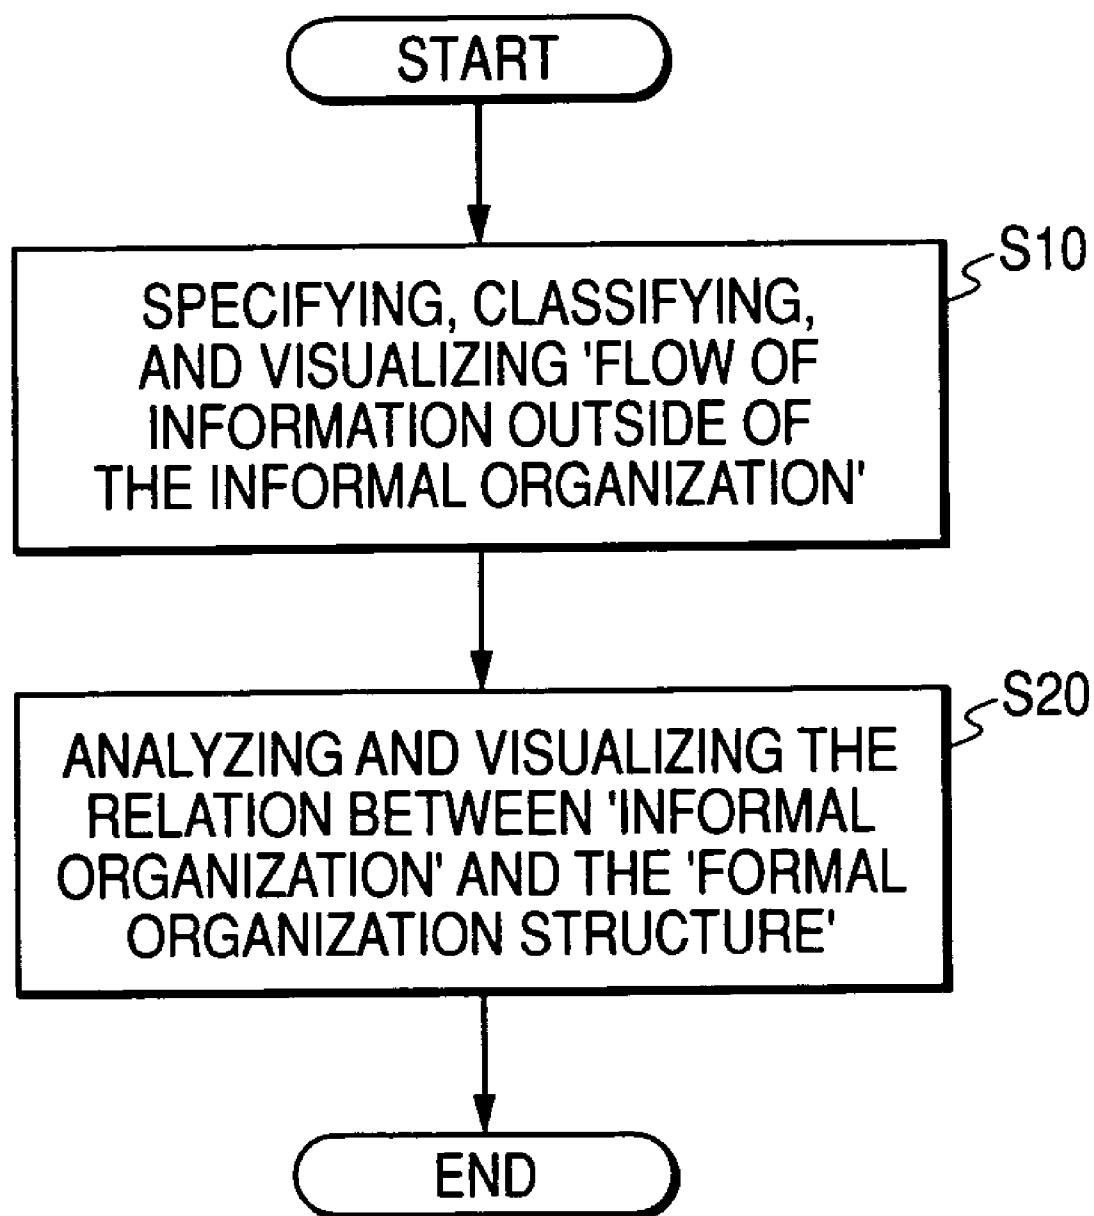 START
S10
SPECIFYING, CLASSIFYING,
AND VISUALIZING 'FLOW OF
INFORMATION OUTSIDE OF
THE INFORMAL ORGANIZATION'
S20
ANALYZING AND VISUALIZING THE
RELATION BETWEEN 'INFORMAL
ORGANIZATION' AND THE 'FORMAL
ORGANIZATION STRUCTURE'
END